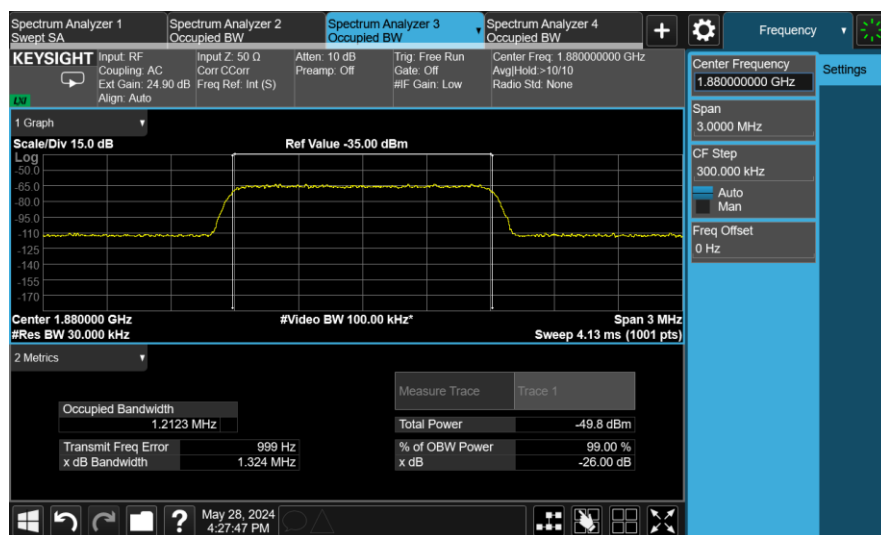 Spectrum Analyzer 1
Swept SA
Spectrum Analyzer 2
Occupied BW
Spectrum Analyzer 3
Occupied BW
Spectrum Analyzer 4
Occupied BW
+
Frequency
KEYSIGHT
Input: RF
Coupling: AC
Ext Gain: 24.90 dB
Align: Auto
Input Z: 50 Ω
Corr CCorr
Freq Ref: Int (S)
Atten: 10 dB
Preamp: Off
Trig: Free Run
Gate: Off
#IF Gain: Low
Center Freq: 1.880000000 GHz
Avg|Hold:>10/10
Radio Std: None
LXI
Center Frequency
1.880000000 GHz
Settings
Span
3.0000 MHz
CF Step
300.000 kHz
Auto
Man
Freq Offset
0 Hz
1 Graph
Scale/Div 15.0 dB
Ref Value -35.00 dBm
Log
-50.0
-65.0
-80.0
-95.0
-110
-125
-140
-155
-170
Center 1.880000 GHz
#Video BW 100.00 kHz*
Span 3 MHz
#Res BW 30.000 kHz
Sweep 4.13 ms (1001 pts)
2 Metrics
Measure Trace
Trace 1
Occupied Bandwidth
1.2123 MHz
Total Power
-49.8 dBm
Transmit Freq Error
999 Hz
% of OBW Power
99.00 %
x dB Bandwidth
1.324 MHz
x dB
-26.00 dB
?
May 28, 2024
4:27:47 PM